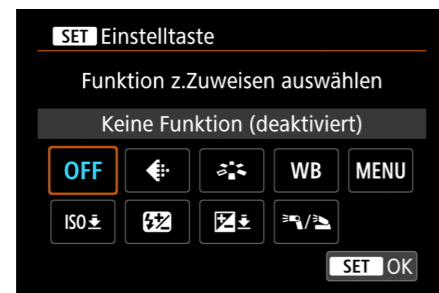 SET Einstelltaste
Funktion z.Zuweisen auswählen
Keine Funktion (deaktiviert)
OFF WB MENU
ISO
SET OK